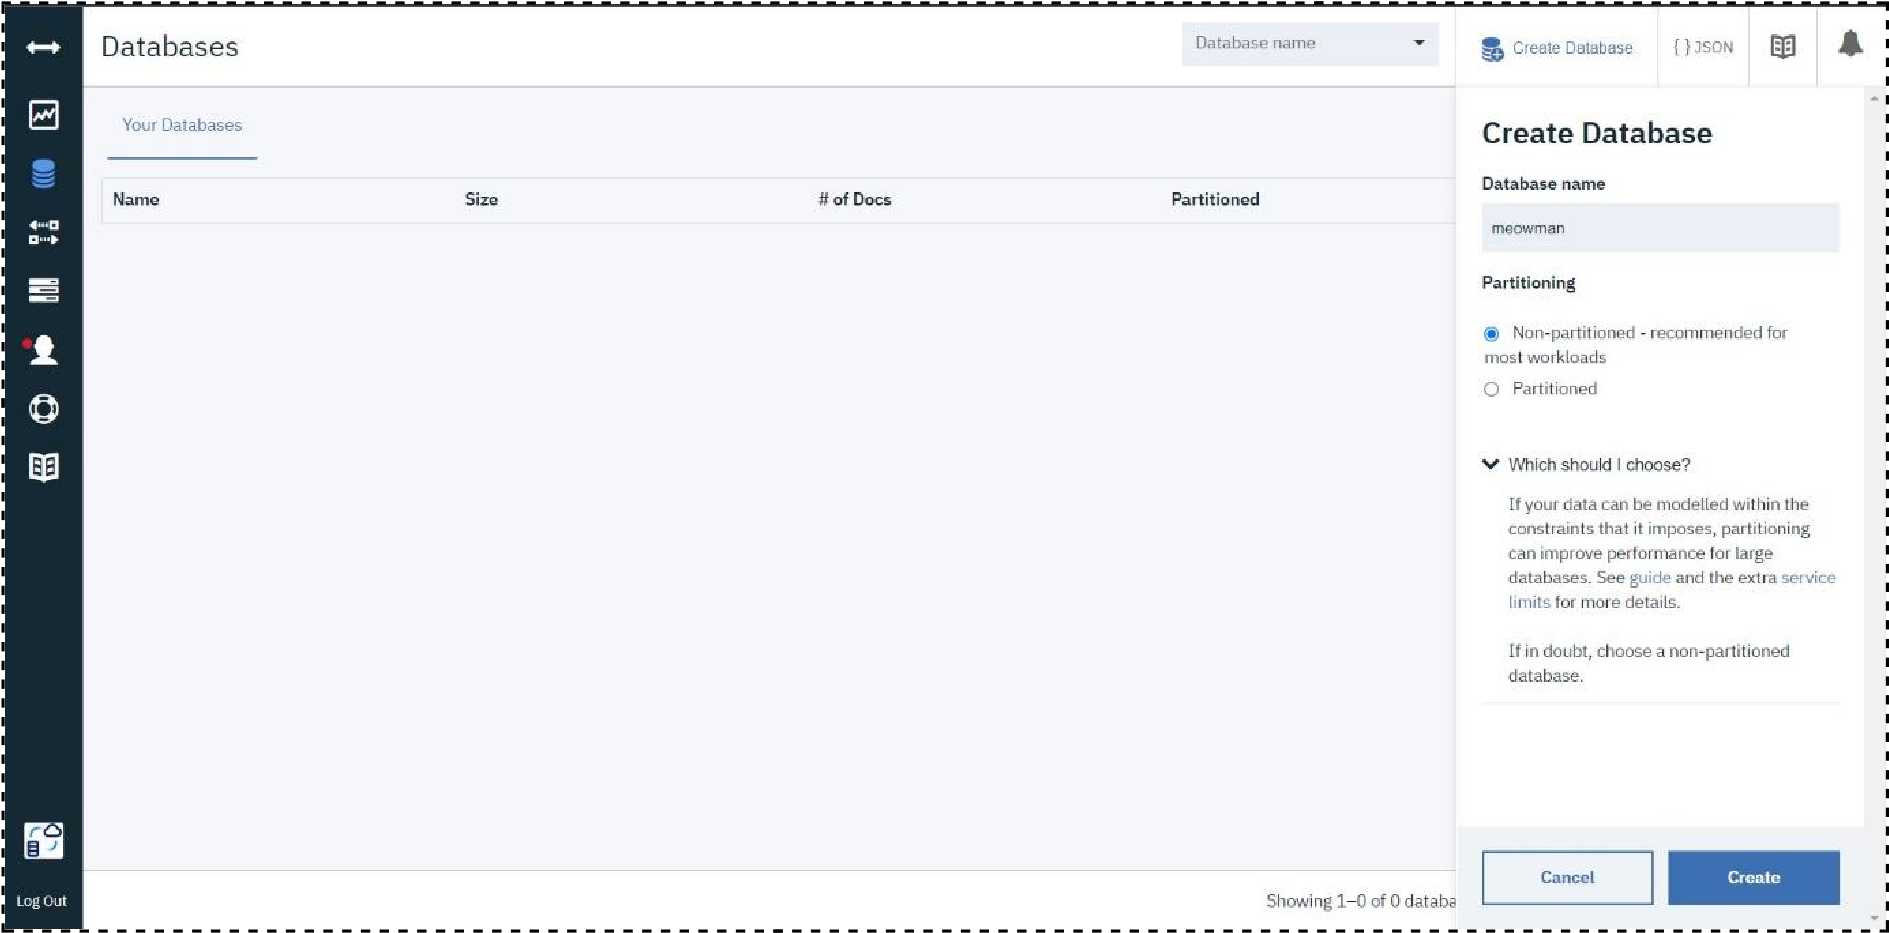 Databases
Database name
Create Database
{ } JSON
Your Databases
Name Size # of Docs Partitioned
Create Database
Database name
meowman
Partitioning
Non-partitioned - recommended for
most workloads
Partitioned
Which should I choose?
If your data can be modelled within the
constraints that it imposes, partitioning
can improve performance for large
databases. See guide and the extra service
limits for more details.
If in doubt, choose a non-partitioned
database.
Cancel
Create
Log Out
Showing 1–0 of 0 databa